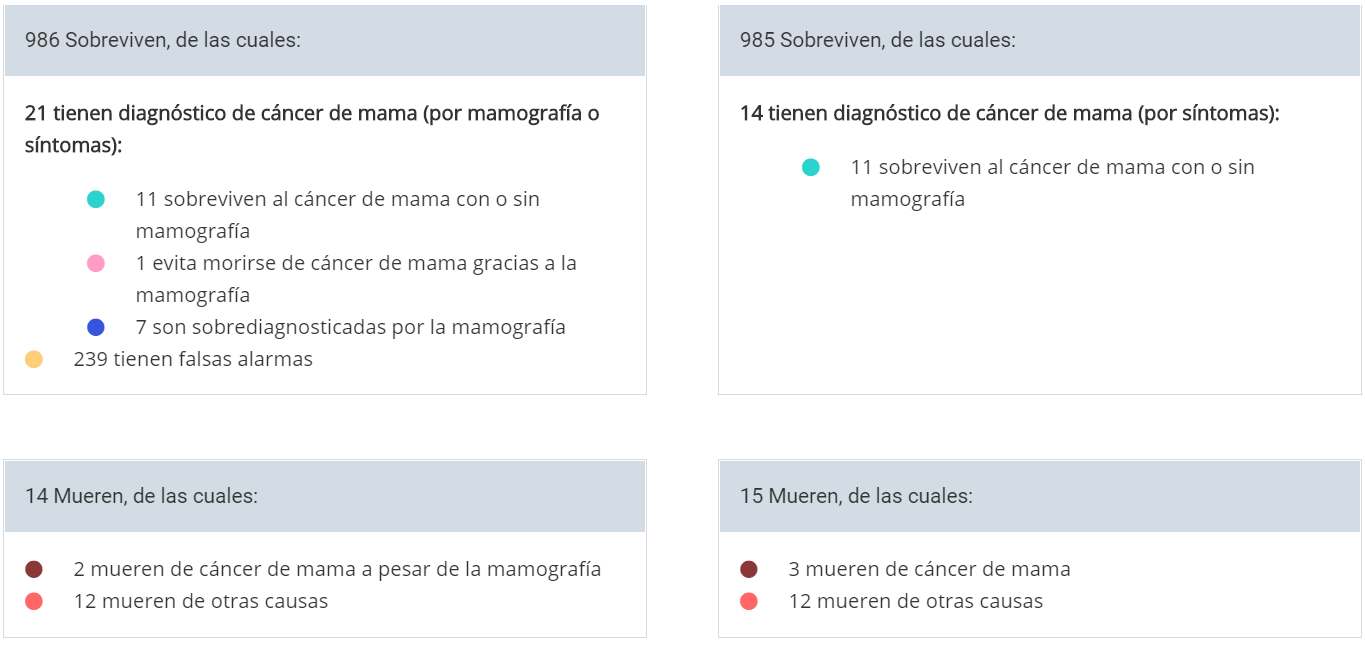 986 Sobreviven, de las cuales:
21 tienen diagnóstico de cáncer de mama (por mamografía o
síntomas):
11 sobreviven al cáncer de mama con o sin
mamografía
1 evita morirse de cáncer de mama gracias a la
mamografía
7 son sobrediagnosticadas por la mamografía
239 tienen falsas alarmas
985 Sobreviven, de las cuales:
14 tienen diagnóstico de cáncer de mama (por síntomas):
11 sobreviven al cáncer de mama con o sin
mamografía
14 Mueren, de las cuales:
2 mueren de cáncer de mama a pesar de la mamografía
12 mueren de otras causas
15 Mueren, de las cuales:
3 mueren de cáncer de mama
12 mueren de otras causas